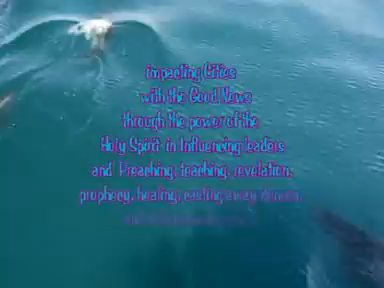 impacting Cities
with the Good News
through the power of the
Holy Spirit in Influencing leaders
and Preaching, teaching, revelation,
prophecy, healing, casting away demons